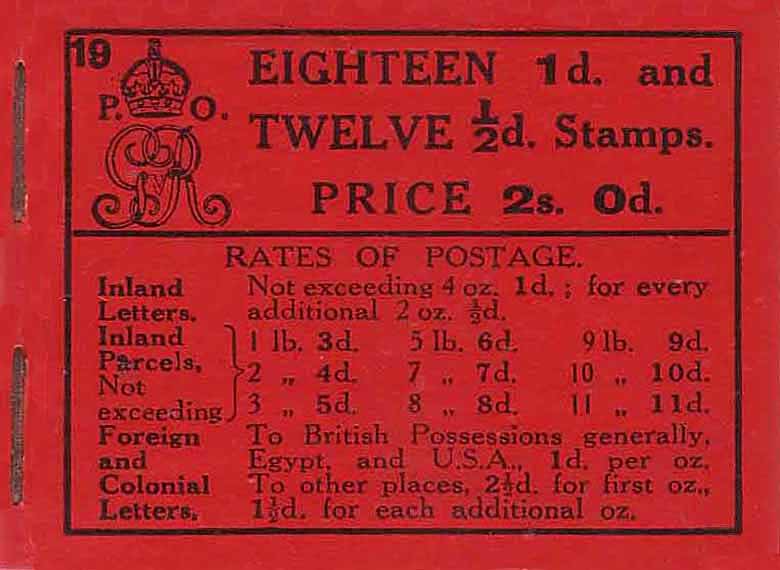 19
P. O.
GVR
EIGHTEEN 1d. and
TWELVE ½d. Stamps.
PRICE 2s. 0d.
RATES OF POSTAGE.
Inland Letters. Not exceeding 4 oz. 1d. ; for every
additional 2 oz. ½d.
Inland Parcels, Not exceeding
1 lb. 3d. 5 lb. 6d. 9 lb. 9d.
2 „ 4d. 7 „ 7d. 10 „ 10d.
3 „ 5d. 8 „ 8d. 11 „ 11d.
Foreign and Colonial Letters. To British Possessions generally,
Egypt, and U.S.A., 1d. per oz.
To other places, 2½d. for first oz.,
1½d. for each additional oz.